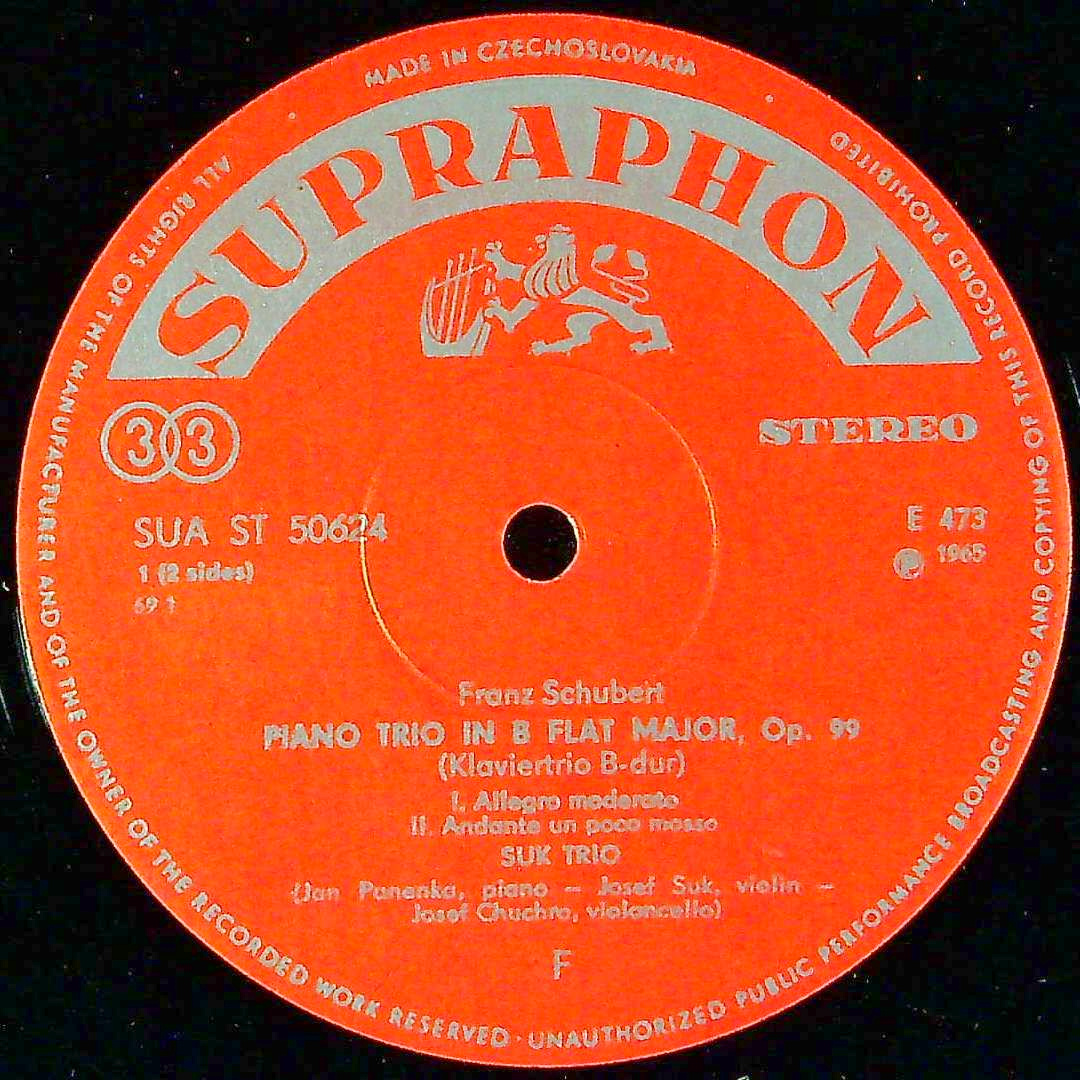 MADE IN CZECHOSLOVAKIA
SUPRAPHON
33
STEREO
SUA ST 50624
E 473
1 (2 sides)
Ⓟ 1965
69 1
Franz Schubert
PIANO TRIO IN B FLAT MAJOR, Op. 99
(Klaviertrio B-dur)
I. Allegro moderato
II. Andante un poco mosso
SUK TRIO
(Jan Panenka, piano – Josef Suk, violin –
Josef Chuchro, violoncello)
F
ALL RIGHTS OF THE MANUFACTURER AND OF THE OWNER OF THE RECORDED WORK RESERVED · UNAUTHORIZED PUBLIC PERFORMANCE BROADCASTING AND COPYING OF THIS RECORD PROHIBITED